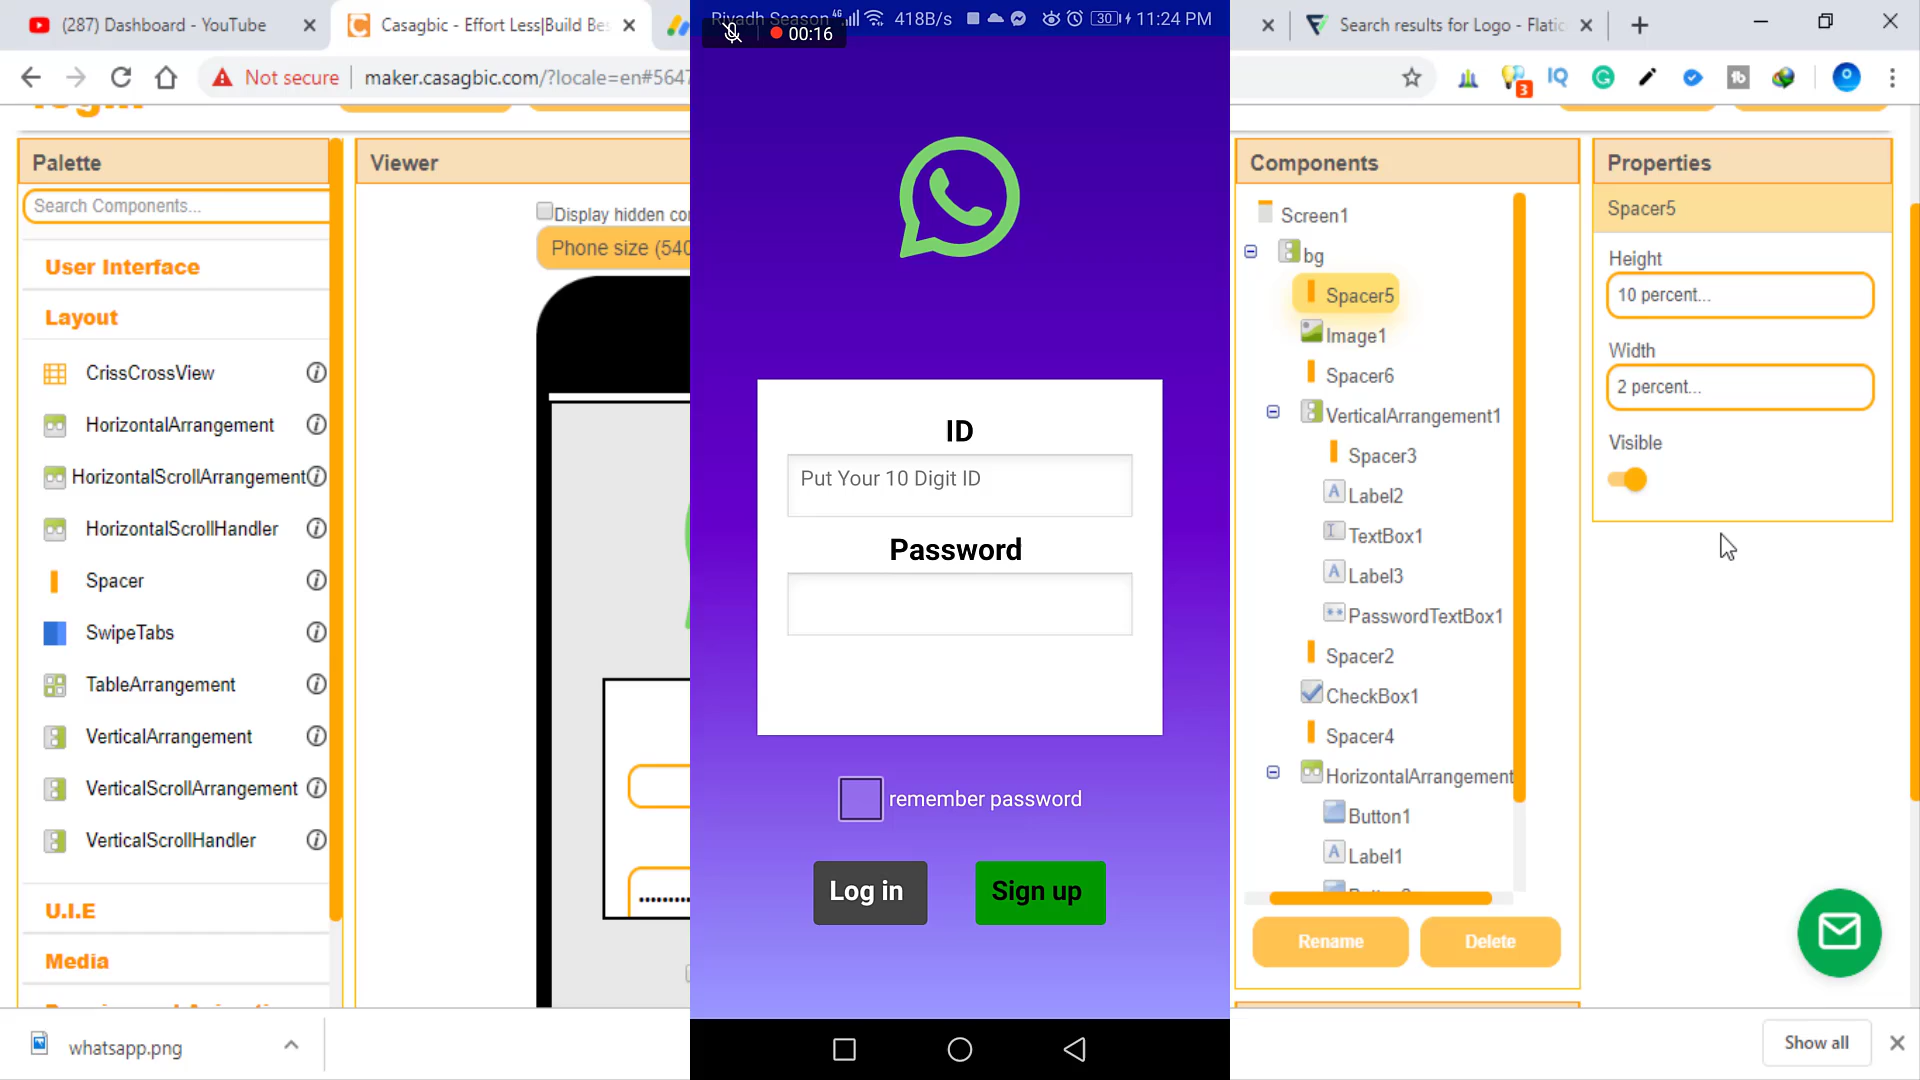 (287) Dashboard - YouTube
Casagbic - Effort Less|Build Bes
Search results for Logo - Flatic
Not secure
maker.casagbic.com/?locale=en#5647
3
Riyadh Season 4G 418B/s 30 11:24 PM
00:16
Palette
Search Components...
User Interface
Layout
CrissCrossView
HorizontalArrangement
HorizontalScrollArrangement
HorizontalScrollHandler
Spacer
SwipeTabs
TableArrangement
VerticalArrangement
VerticalScrollArrangement
VerticalScrollHandler
U.I.E
Media
Viewer
Display hidden co
Phone size (540
ID
Put Your 10 Digit ID
Password
remember password
Log in
Sign up
Components
Screen1
bg
Spacer5
Image1
Spacer6
VerticalArrangement1
Spacer3
Label2
TextBox1
Label3
PasswordTextBox1
Spacer2
CheckBox1
Spacer4
HorizontalArrangement
Button1
Label1
Rename
Delete
Properties
Spacer5
Height
10 percent...
Width
2 percent...
Visible
whatsapp.png
Show all